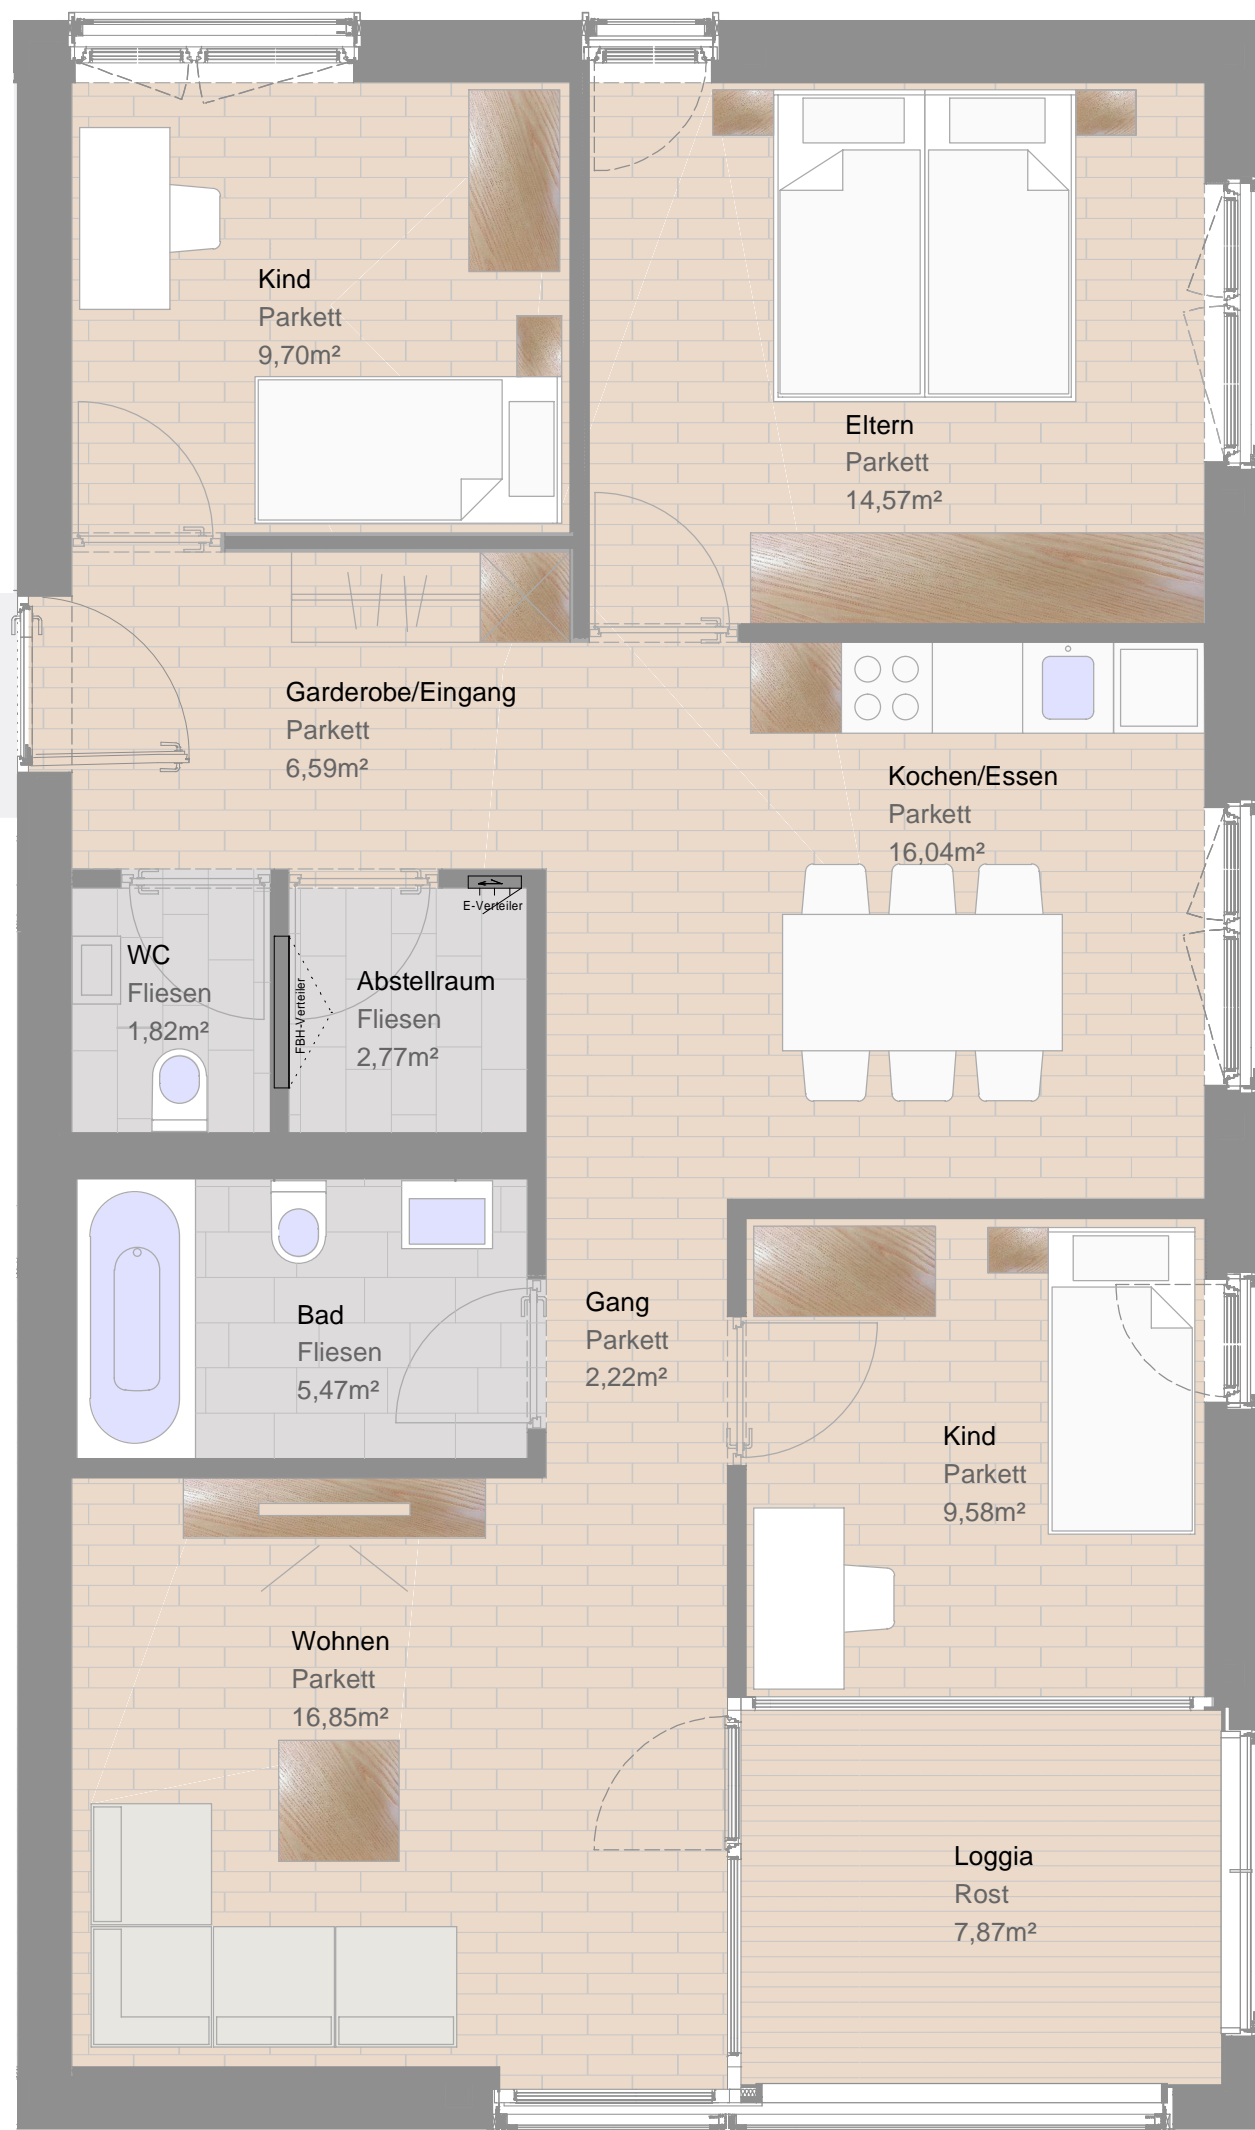 Kind
Parkett
9,70m²
Eltern
Parkett
14,57m²
Garderobe/Eingang
Parkett
6,59m²
Kochen/Essen
Parkett
16,04m²
E-Verteiler
WC
Fliesen
1,82m²
FBH-Verteiler
Abstellraum
Fliesen
2,77m²
Bad
Fliesen
5,47m²
Gang
Parkett
2,22m²
Kind
Parkett
9,58m²
Wohnen
Parkett
16,85m²
Loggia
Rost
7,87m²